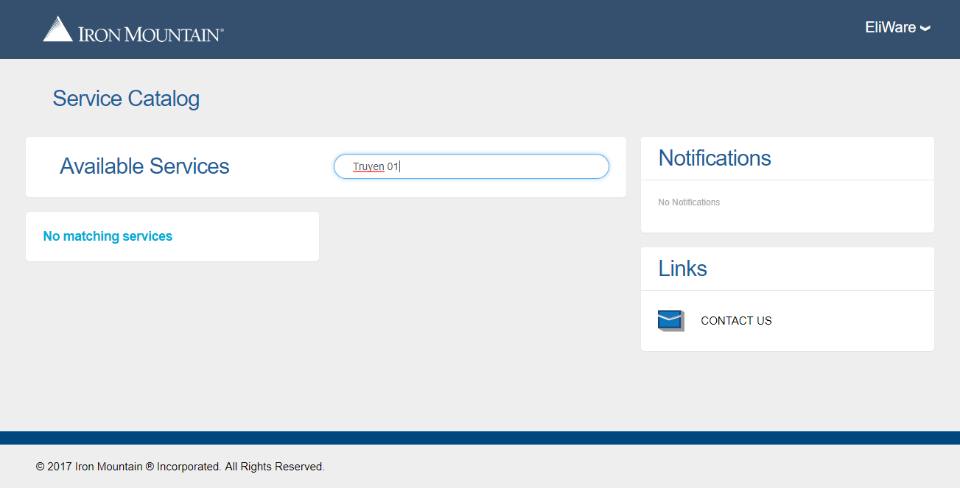 IRON MOUNTAIN®
EliWare
Service Catalog
Available Services
Truyen 01
No matching services
Notifications
No Notifications
Links
CONTACT US
© 2017 Iron Mountain ® Incorporated. All Rights Reserved.